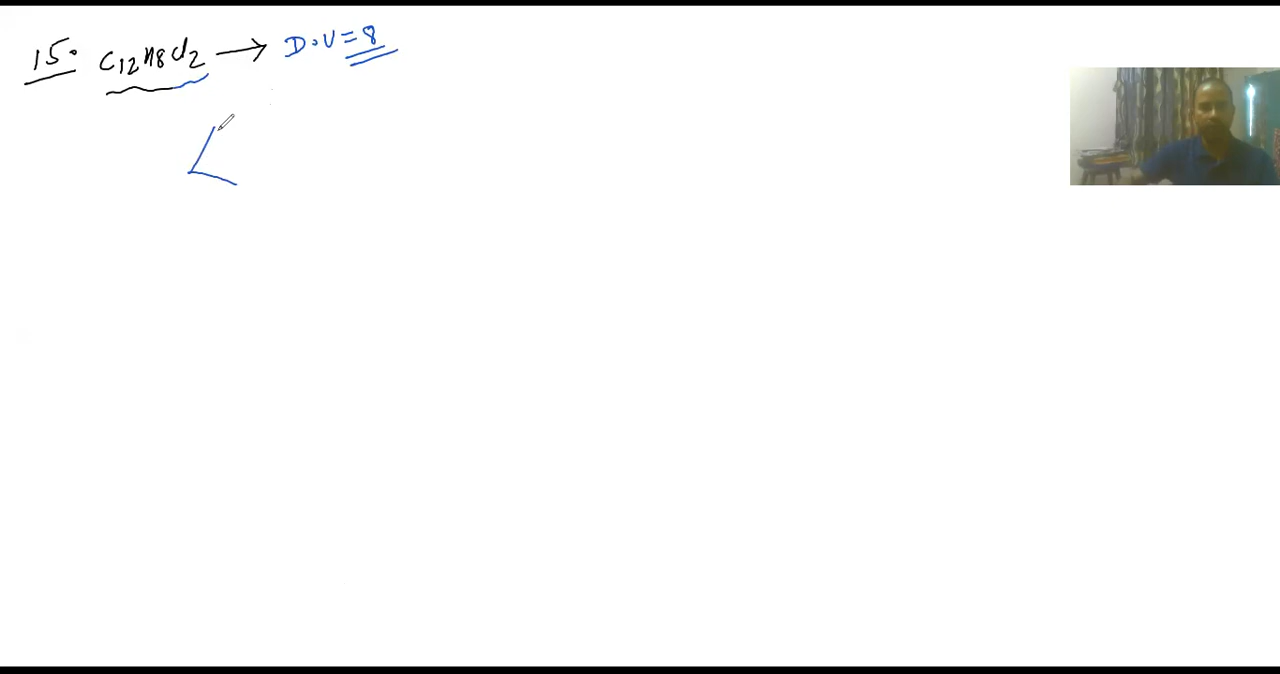 15. C12H8Cl2 → D.U = 8